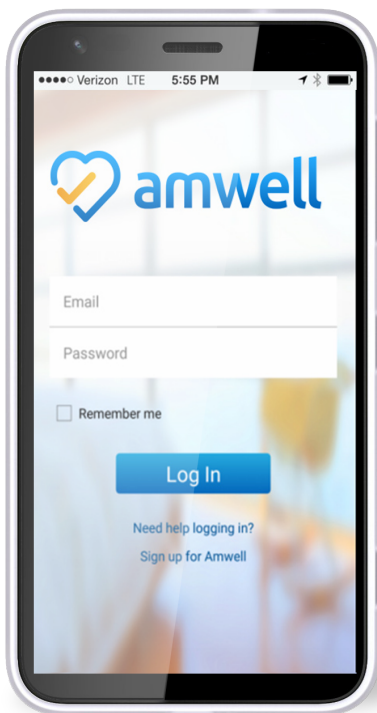 Verizon LTE 5:55 PM
amwell
Email
Password
Remember me
Log In
Need help logging in?
Sign up for Amwell